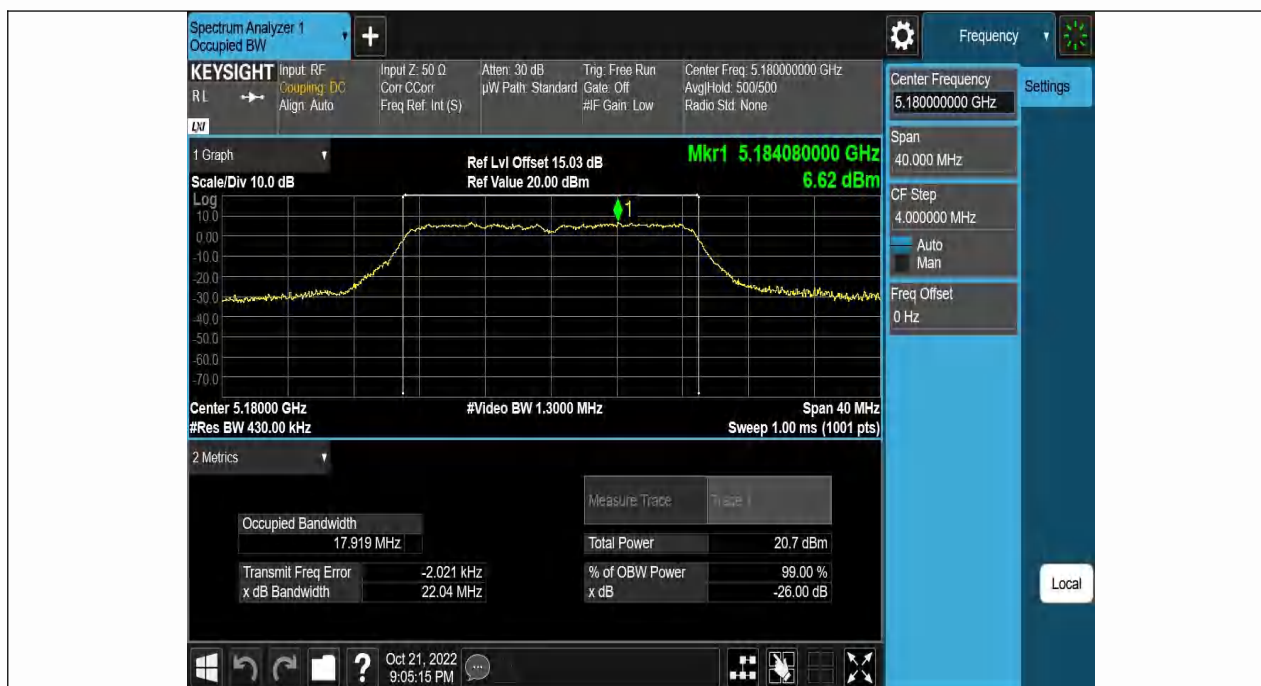 Spectrum Analyzer 1
Occupied BW
+
Frequency
KEYSIGHT
RL
LXI
Input: RF
Coupling: DC
Align: Auto
Input Z: 50 Ω
Corr CCorr
Freq Ref: Int (S)
Atten: 30 dB
µW Path: Standard
Trig: Free Run
Gate: Off
#IF Gain: Low
Center Freq: 5.180000000 GHz
Avg|Hold: 500/500
Radio Std: None
Center Frequency
5.180000000 GHz
Settings
Span
40.000 MHz
CF Step
4.000000 MHz
Auto
Man
Freq Offset
0 Hz
Local
1 Graph
Scale/Div 10.0 dB
Ref Lvl Offset 15.03 dB
Ref Value 20.00 dBm
Mkr1 5.184080000 GHz
6.62 dBm
Log
10.0
0.00
-10.0
-20.0
-30.0
-40.0
-50.0
-60.0
-70.0
1
Center 5.18000 GHz
#Res BW 430.00 kHz
#Video BW 1.3000 MHz
Span 40 MHz
Sweep 1.00 ms (1001 pts)
2 Metrics
Measure Trace Trace 1
Occupied Bandwidth
17.919 MHz
Total Power 20.7 dBm
Transmit Freq Error -2.021 kHz
% of OBW Power 99.00 %
x dB Bandwidth 22.04 MHz
x dB -26.00 dB
?
Oct 21, 2022
9:05:15 PM